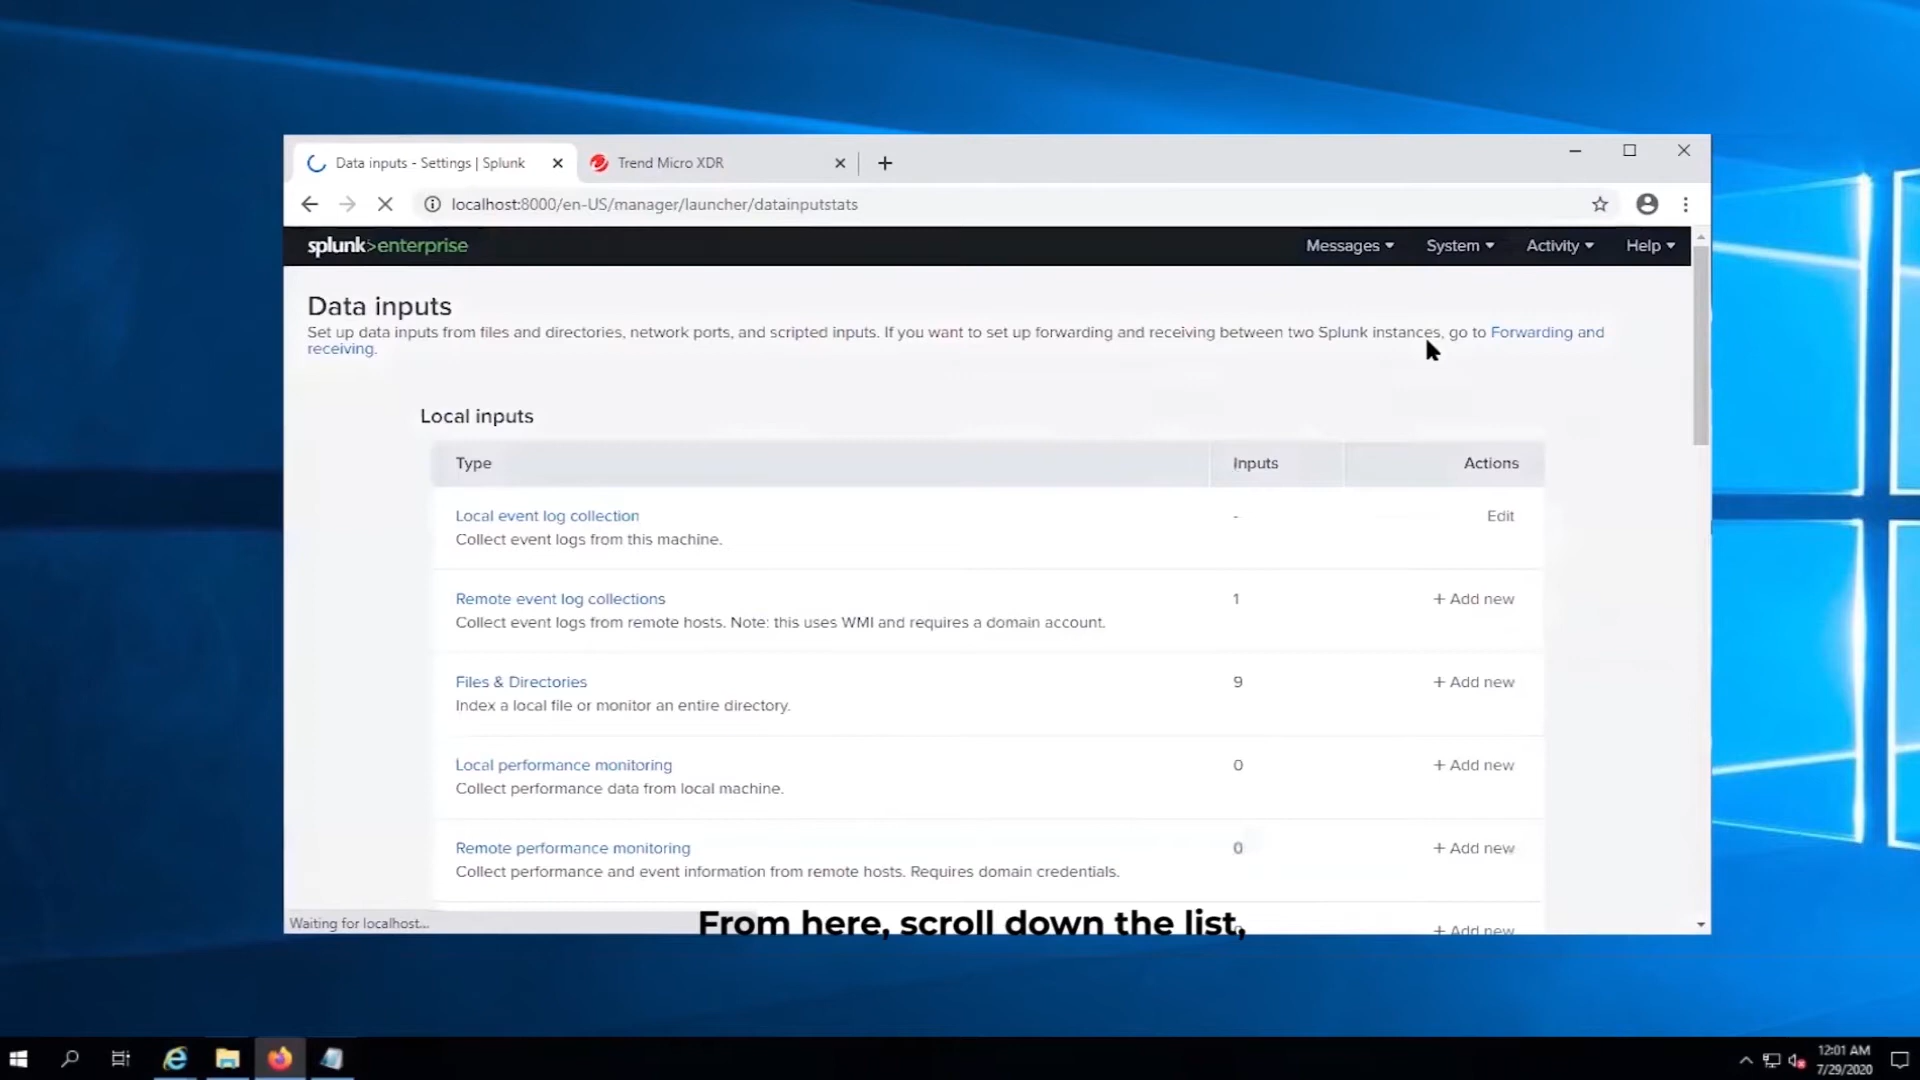 Data inputs - Settings | Splunk
Trend Micro XDR
localhost:8000/en-US/manager/launcher/datainputstats
splunk>enterprise
Messages
System
Activity
Help
Data inputs
Set up data inputs from files and directories, network ports, and scripted inputs. If you want to set up forwarding and receiving between two Splunk instances, go to Forwarding and
receiving.
Local inputs
Type Inputs Actions
Local event log collection - Edit
Collect event logs from this machine.
Remote event log collections 1 + Add new
Collect event logs from remote hosts. Note: this uses WMI and requires a domain account.
Files & Directories 9 + Add new
Index a local file or monitor an entire directory.
Local performance monitoring 0 + Add new
Collect performance data from local machine.
Remote performance monitoring 0 + Add new
Collect performance and event information from remote hosts. Requires domain credentials.
+ Add new
Waiting for localhost...
From here, scroll down the list,
12:01 AM
7/29/2020